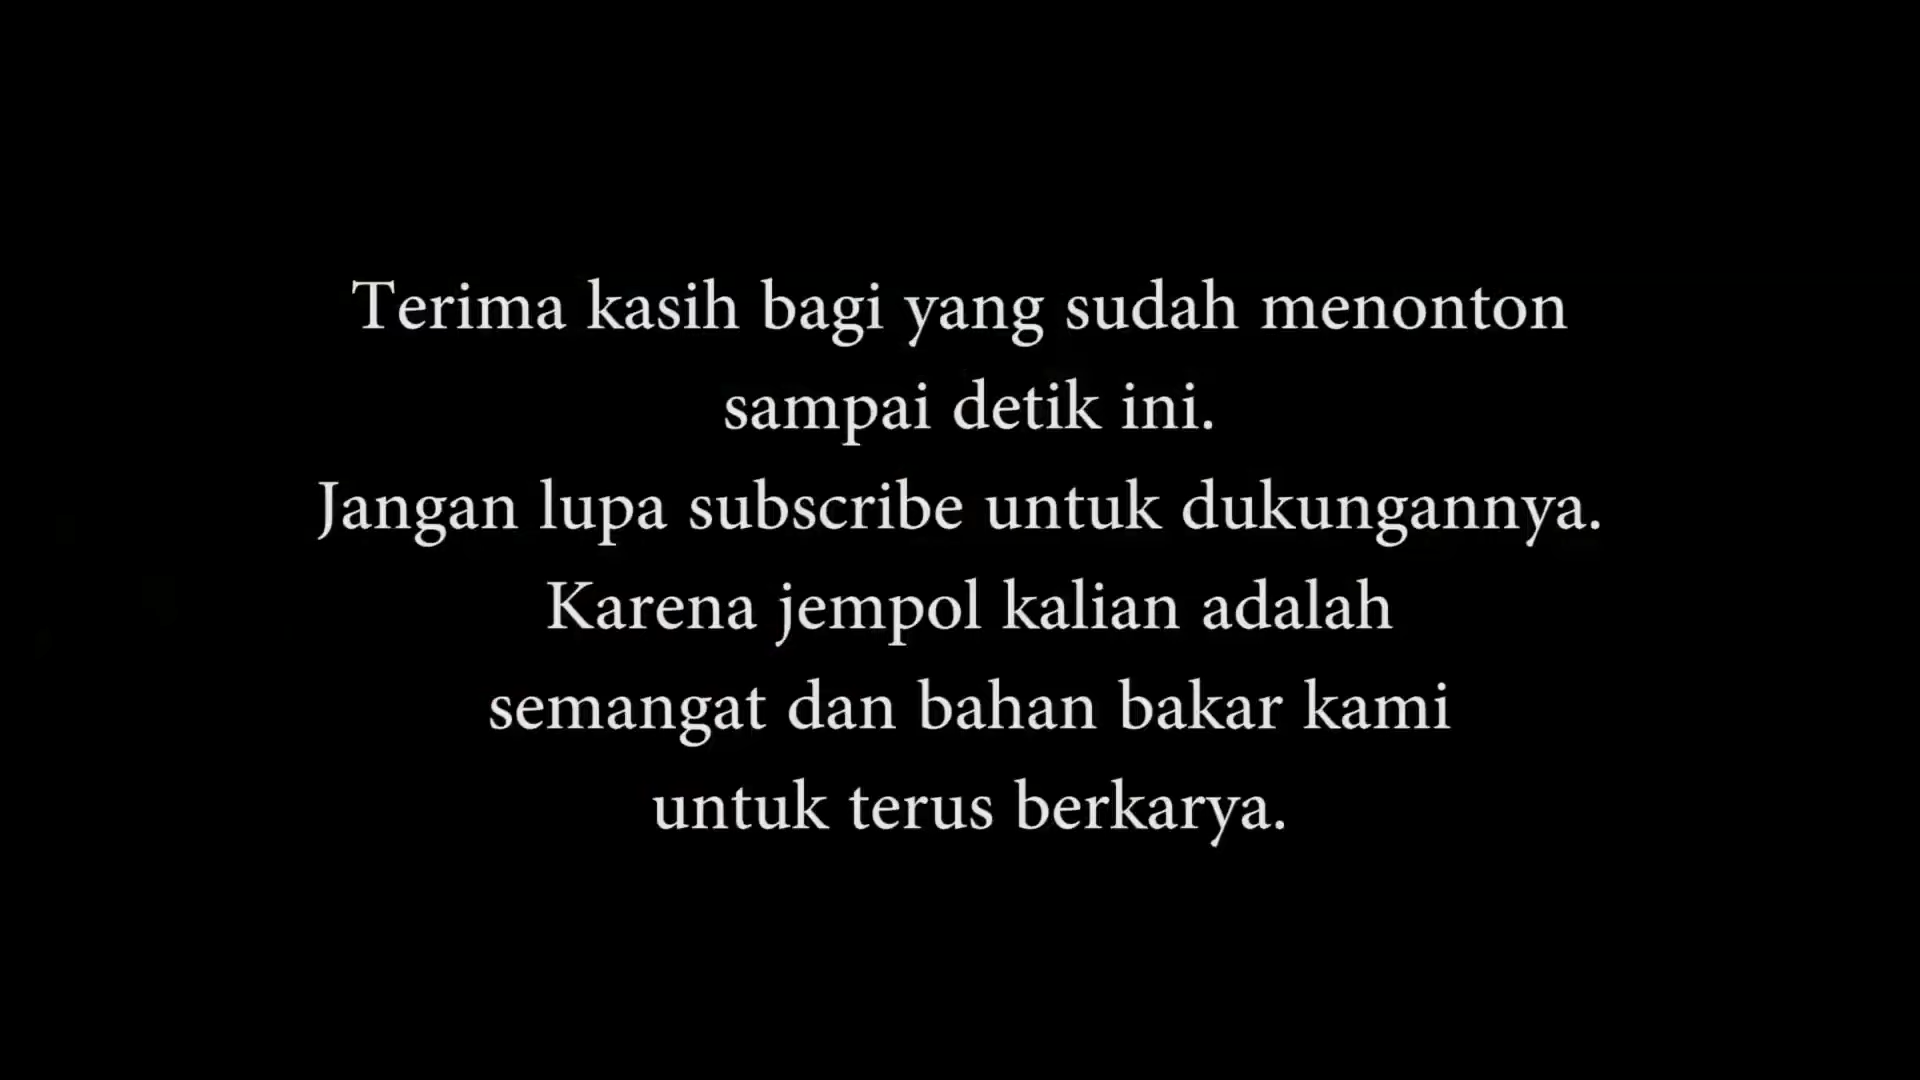 Terima kasih bagi yang sudah menonton
sampai detik ini.
Jangan lupa subscribe untuk dukungannya.
Karena jempol kalian adalah
semangat dan bahan bakar kami
untuk terus berkarya.